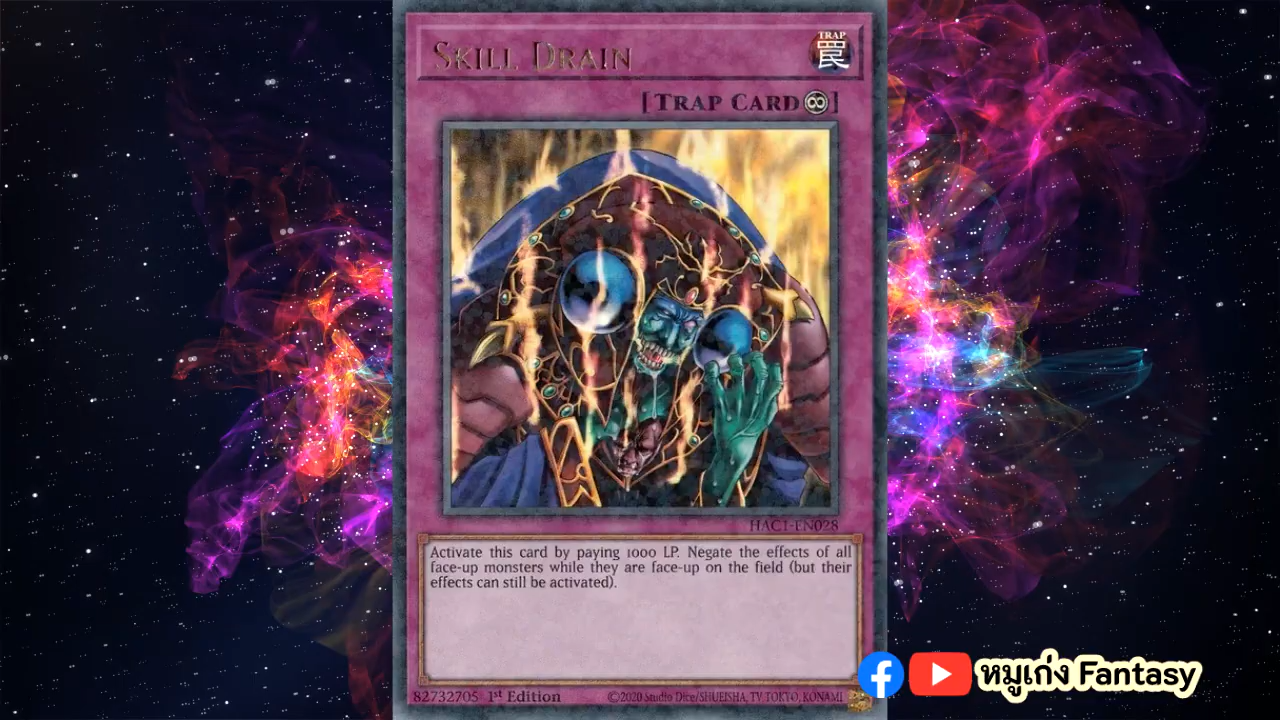 Skill Drain
TRAP
罠
[Trap Card∞]
HAC1-EN028
Activate this card by paying 1000 LP. Negate the effects of all
face-up monsters while they are face-up on the field (but their
effects can still be activated).
82732705 1st Edition ©2020 Studio Dice/SHUEISHA, TV TOKYO, KONAMI
หมูเก่ง Fantasy